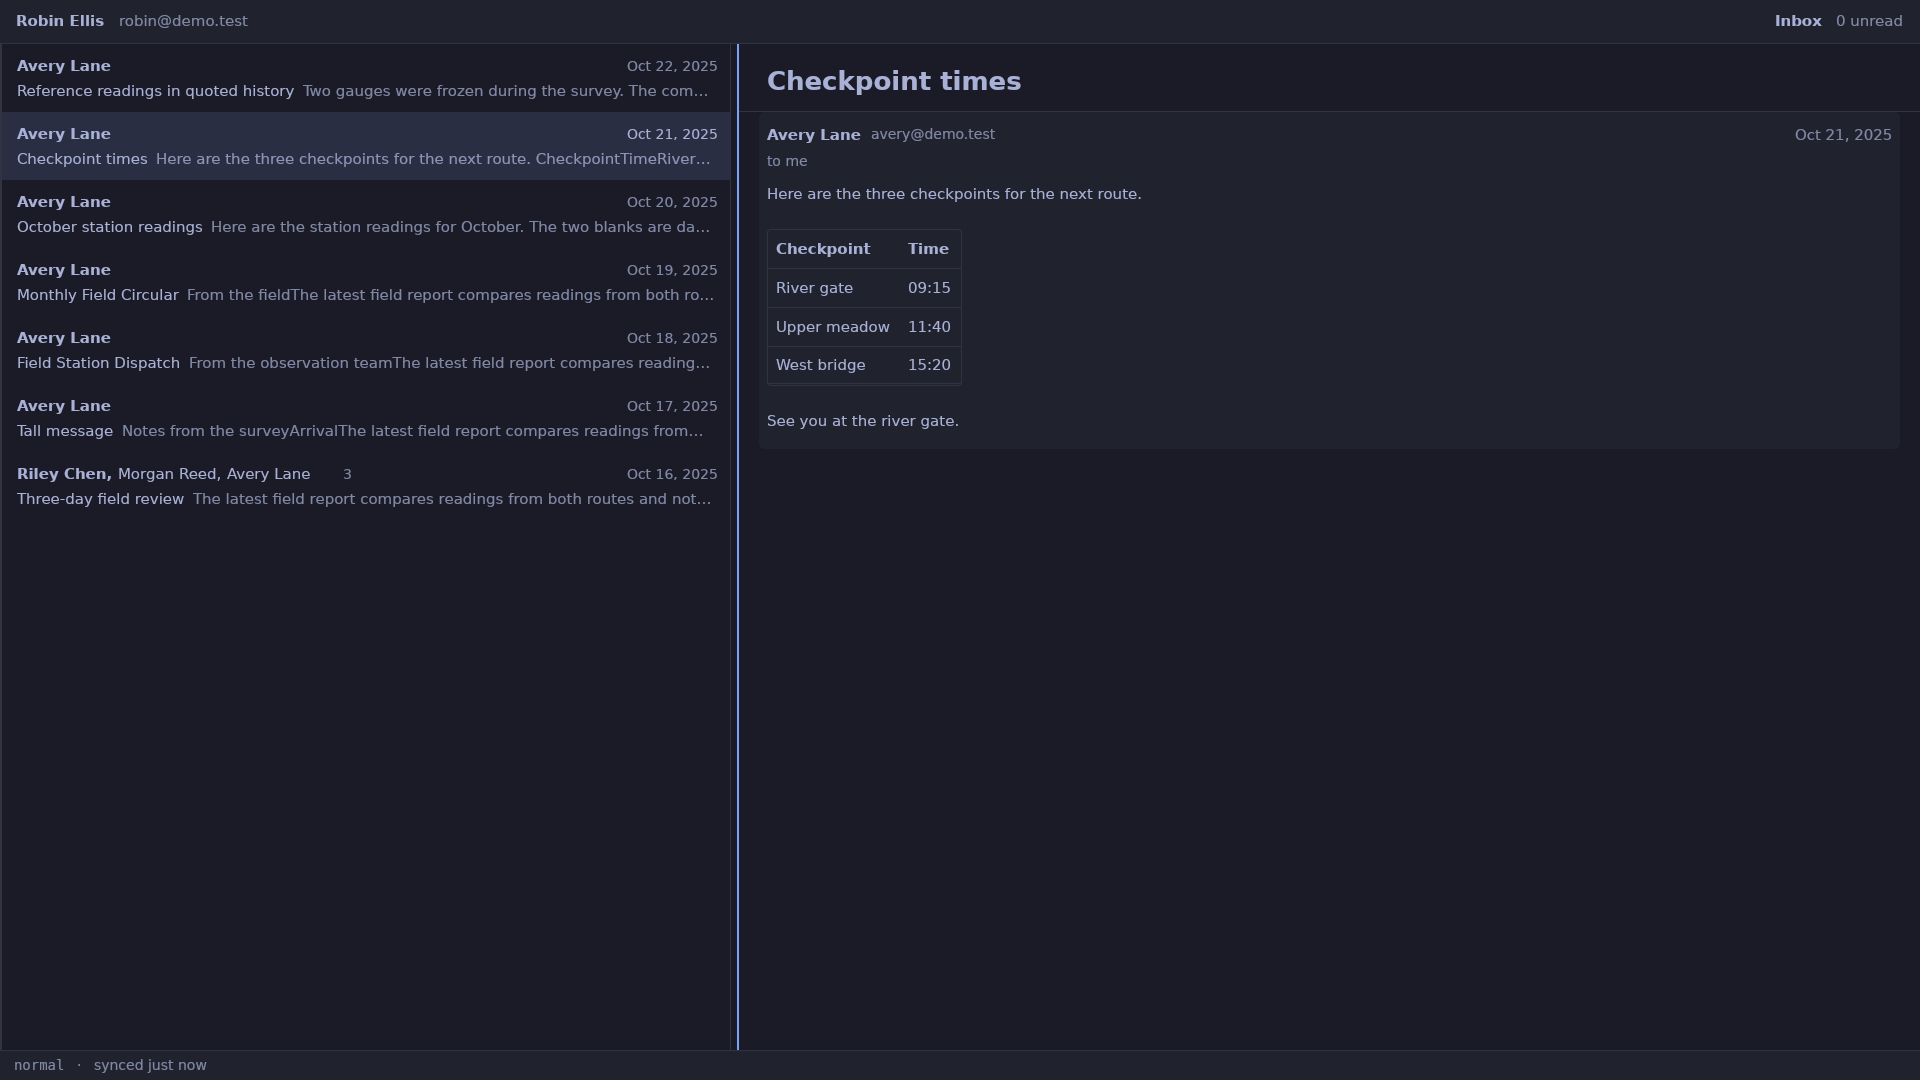 Robin Ellis robin@demo.test Inbox 0 unread
Avery Lane Oct 22, 2025
Reference readings in quoted history Two gauges were frozen during the survey. The com…
Avery Lane Oct 21, 2025
Checkpoint times Here are the three checkpoints for the next route. CheckpointTimeRiver…
Avery Lane Oct 20, 2025
October station readings Here are the station readings for October. The two blanks are da…
Avery Lane Oct 19, 2025
Monthly Field Circular From the fieldThe latest field report compares readings from both ro…
Avery Lane Oct 18, 2025
Field Station Dispatch From the observation teamThe latest field report compares reading…
Avery Lane Oct 17, 2025
Tall message Notes from the surveyArrivalThe latest field report compares readings from…
Riley Chen, Morgan Reed, Avery Lane 3 Oct 16, 2025
Three-day field review The latest field report compares readings from both routes and not…
Checkpoint times
Avery Lane avery@demo.test Oct 21, 2025
to me
Here are the three checkpoints for the next route.
Checkpoint Time
River gate 09:15
Upper meadow 11:40
West bridge 15:20
See you at the river gate.
normal · synced just now